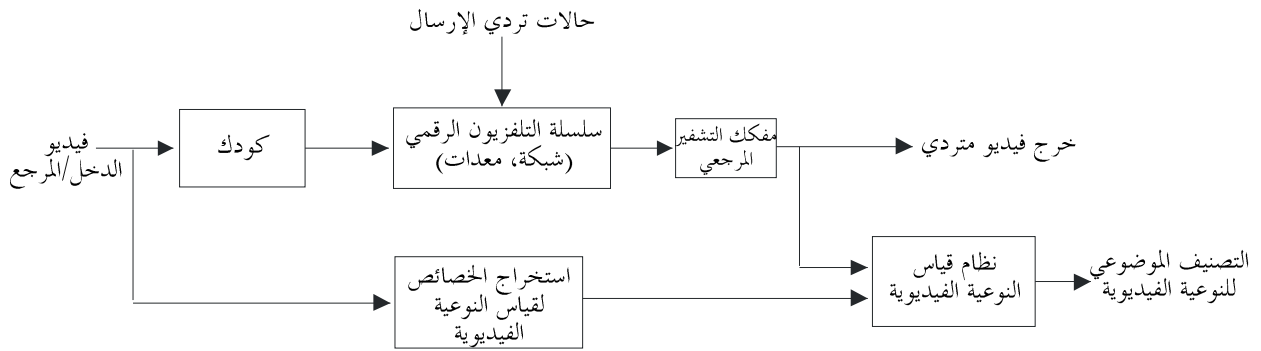 حالات تردي الإرسال
فيديو
الدخل/المرجع
كودك
سلسلة التلفزيون الرقمي
(شبكة، معدات)
مفكك التشفير
المرجعي
خرج فيديو متردي
استخراج الخصائص
لقياس النوعية
الفيديوية
نظام قياس
النوعية الفيديوية
التصنيف الموضوعي
للنوعية الفيديوية